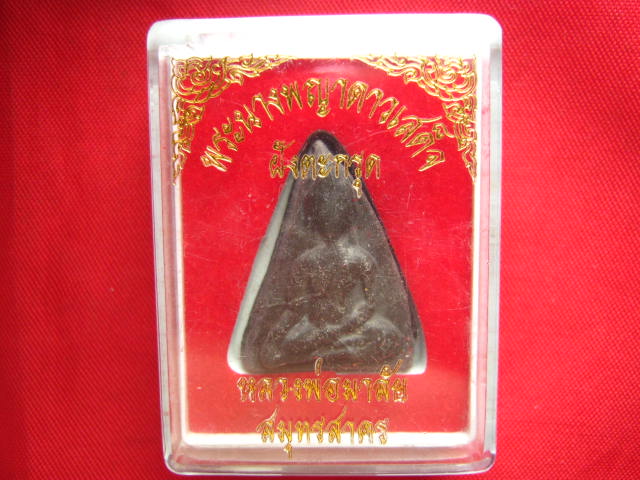 พระนางพญาดาวเสด็จ
ฝังตะกรุด
หลวงพ่อมาลัย
สมุทรสาคร